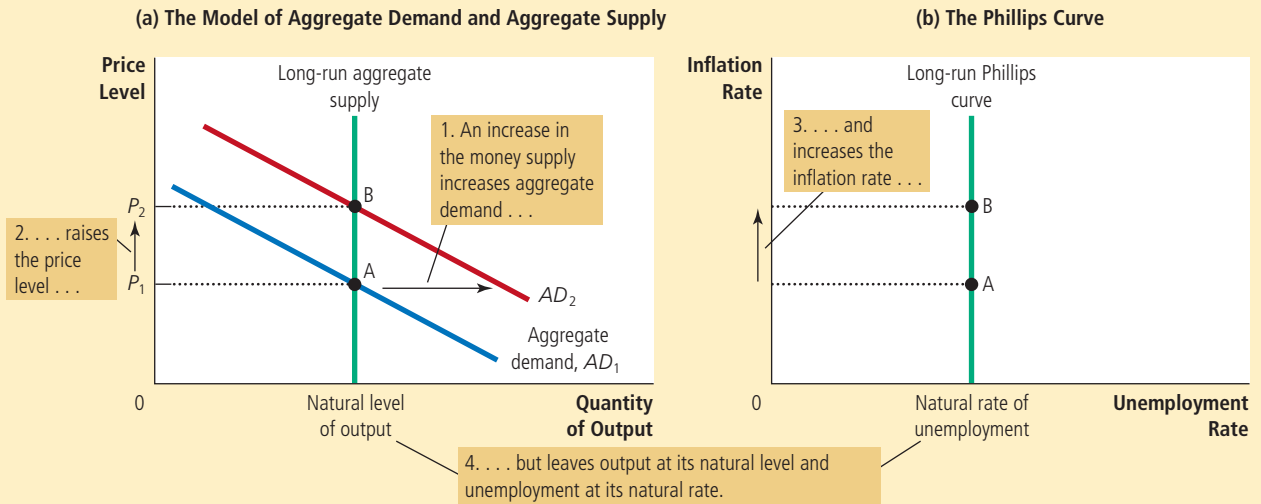 (a) The Model of Aggregate Demand and Aggregate Supply
Price
Level
Long-run aggregate
supply
1. An increase in
the money supply
increases aggregate
demand . . .
B
P2
2. . . . raises
the price
level . . .
A
P1
AD2
Aggregate
demand, AD1
0
Natural level
of output
Quantity
of Output
(b) The Phillips Curve
Inflation
Rate
Long-run Phillips
curve
3. . . . and
increases the
inflation rate . . .
B
A
0
Natural rate of
unemployment
Unemployment
Rate
4. . . . but leaves output at its natural level and
unemployment at its natural rate.